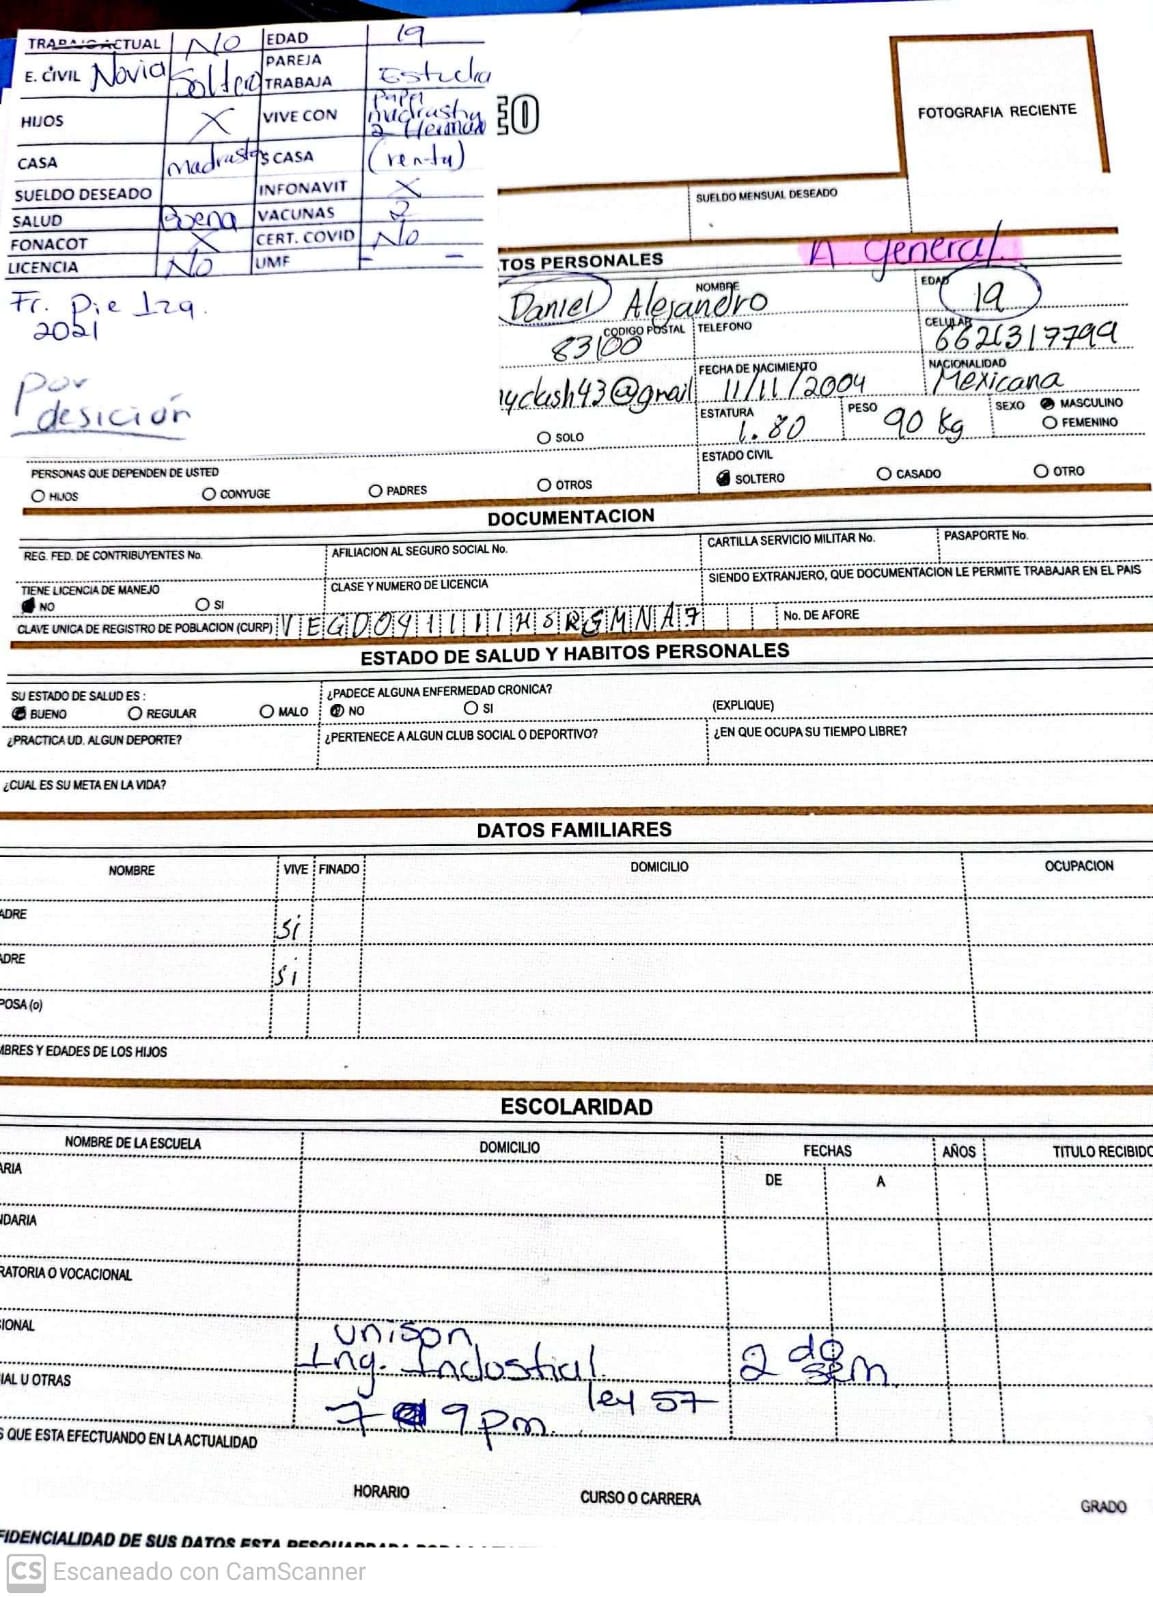 TRABAJO ACTUAL No EDAD 19
E. CIVIL Novia Soltero PAREJA TRABAJA Estudia
HIJOS X VIVE CON papa madrastra 2 Hermanos
CASA madrastra S CASA (renta)
SUELDO DESEADO INFONAVIT X
SALUD Buena VACUNAS 2
FONACOT X CERT. COVID No
LICENCIA No UMF - -
Fr. Pie Izq.
2021
por
desición
EO
FOTOGRAFIA RECIENTE
SUELDO MENSUAL DESEADO
A General.
TOS PERSONALES
NOMBRE
Daniel Alejandro
EDAD
19
CODIGO POSTAL
83100
TELEFONO
CELULAR
6621317799
FECHA DE NACIMIENTO
11/11/2004
NACIONALIDAD
Mexicana
ESTATURA
1.80
PESO
90 Kg
SEXO MASCULINO
FEMENINO
SOLO
PERSONAS QUE DEPENDEN DE USTED
HIJOS CONYUGE PADRES OTROS
ESTADO CIVIL
SOLTERO CASADO OTRO
DOCUMENTACION
REG. FED. DE CONTRIBUYENTES No. AFILIACION AL SEGURO SOCIAL No. CARTILLA SERVICIO MILITAR No. PASAPORTE No.
TIENE LICENCIA DE MANEJO CLASE Y NUMERO DE LICENCIA SIENDO EXTRANJERO, QUE DOCUMENTACION LE PERMITE TRABAJAR EN EL PAIS
NO SI
CLAVE UNICA DE REGISTRO DE POBLACION (CURP) VEGD041111HSRGMNA7 No. DE AFORE
ESTADO DE SALUD Y HABITOS PERSONALES
SU ESTADO DE SALUD ES : ¿PADECE ALGUNA ENFERMEDAD CRONICA?
BUENO REGULAR MALO NO SI (EXPLIQUE)
¿PRACTICA UD. ALGUN DEPORTE? ¿PERTENECE A ALGUN CLUB SOCIAL O DEPORTIVO? ¿EN QUE OCUPA SU TIEMPO LIBRE?
¿CUAL ES SU META EN LA VIDA?
DATOS FAMILIARES
NOMBRE VIVE FINADO DOMICILIO OCUPACION
ADRE Si
ADRE Si
POSA (o)
MBRES Y EDADES DE LOS HIJOS
ESCOLARIDAD
NOMBRE DE LA ESCUELA DOMICILIO FECHAS AÑOS TITULO RECIBIDO
DE A
ARIA
NDARIA
RATORIA O VOCACIONAL
SIONAL unison
Ing. Indostial. 2 do sem.
IAL U OTRAS ley 57
7 9 pm.
S QUE ESTA EFECTUANDO EN LA ACTUALIDAD
HORARIO CURSO O CARRERA GRADO
FIDENCIALIDAD DE SUS DATOS ESTA RESGUARDADA
CS Escaneado con CamScanner